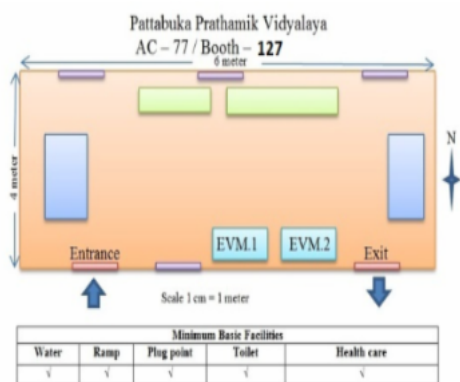 Pattabuka Prathamik Vidyalaya
AC – 77 / Booth – 127
6 meter
N
4 meter
EVM.1 EVM.2
Entrance Exit
Scale 1 cm = 1 meter
Minimum Basic Facilities
Water Ramp Plug point Toilet Health care
√ √ √ √ √